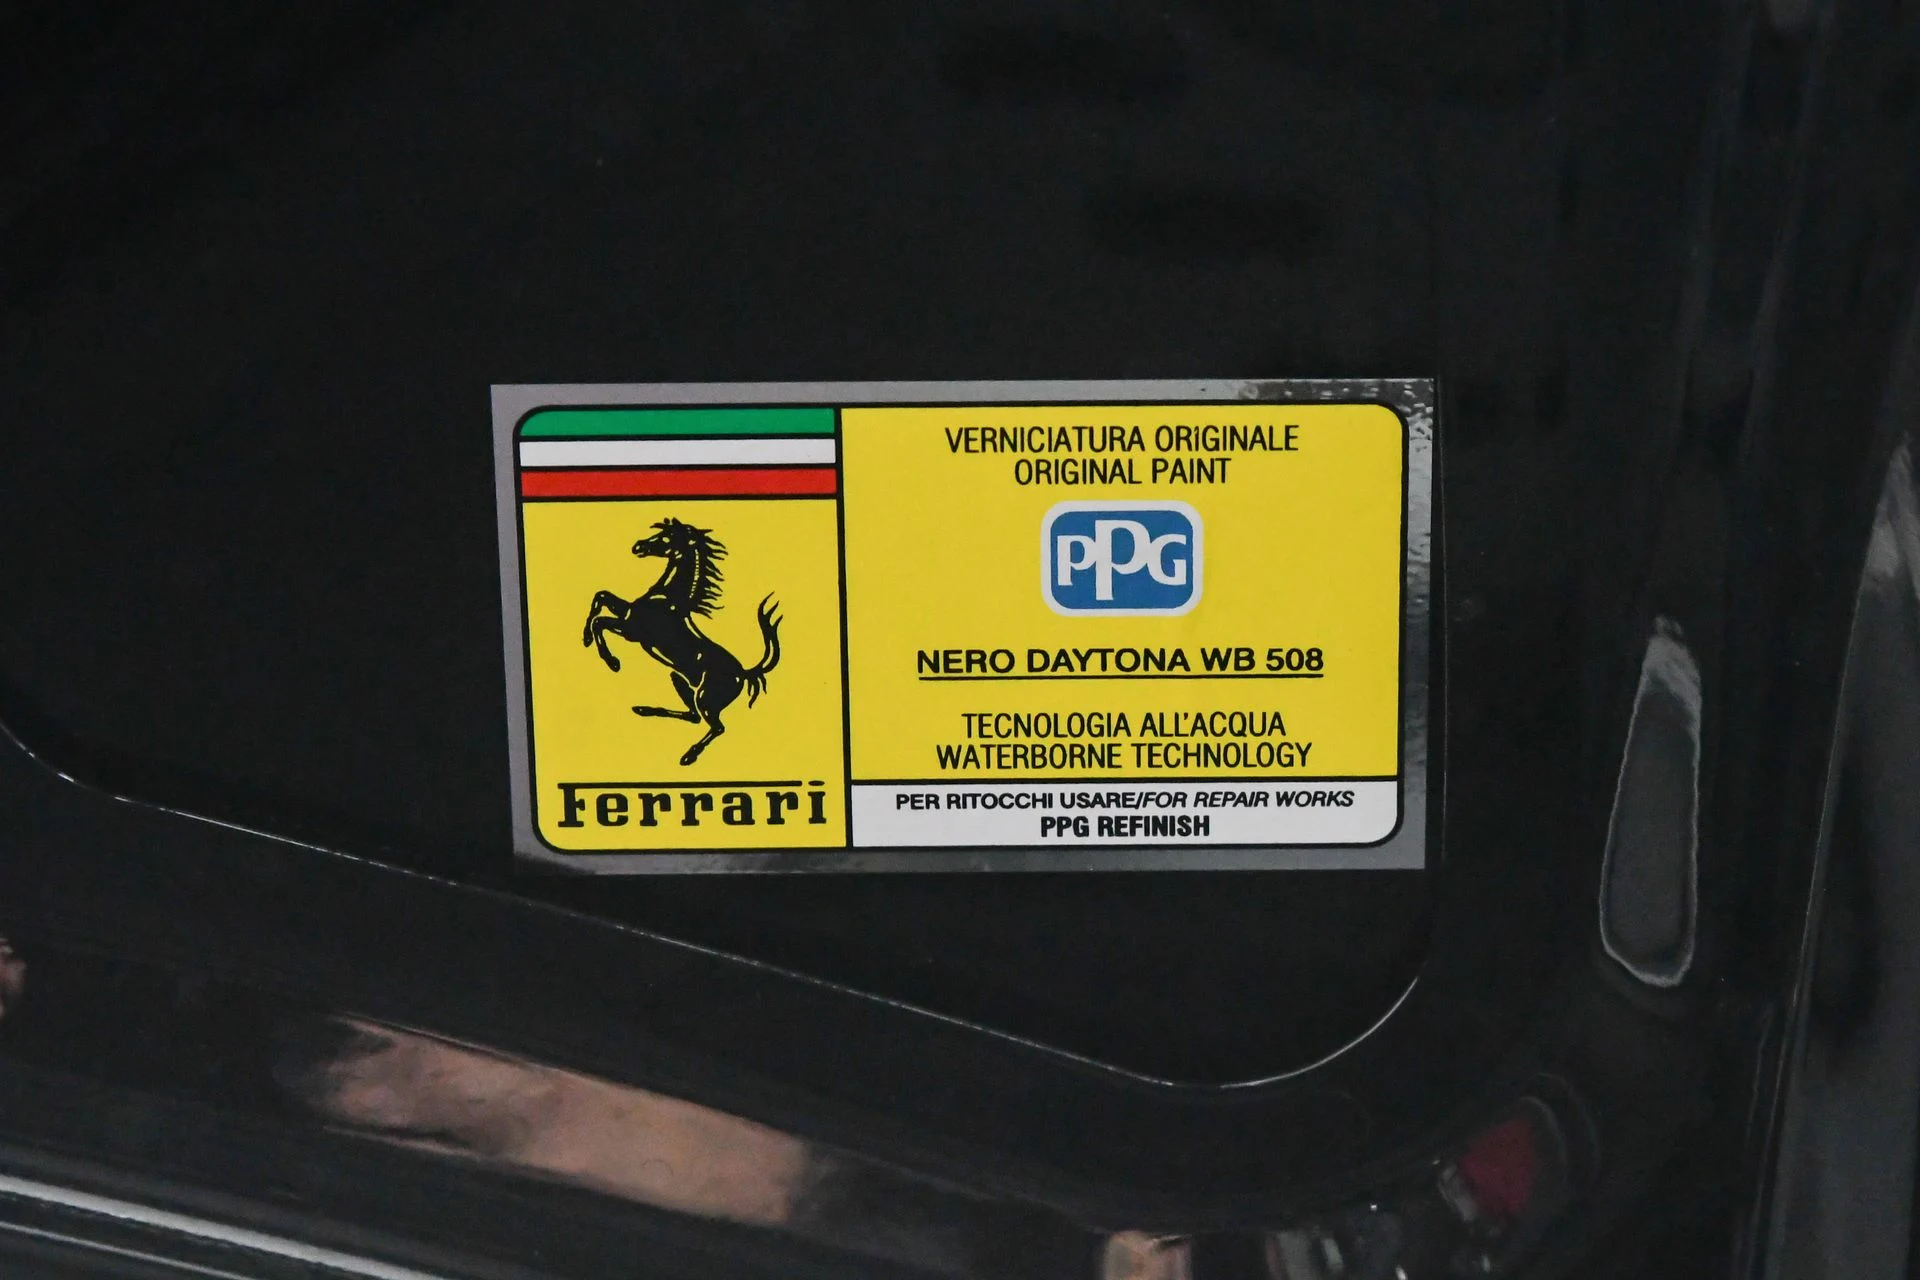 Ferrari
VERNICIATURA ORIGINALE
ORIGINAL PAINT
PPG
NERO DAYTONA WB 508
TECNOLOGIA ALL'ACQUA
WATERBORNE TECHNOLOGY
PER RITOCCHI USARE/FOR REPAIR WORKS
PPG REFINISH